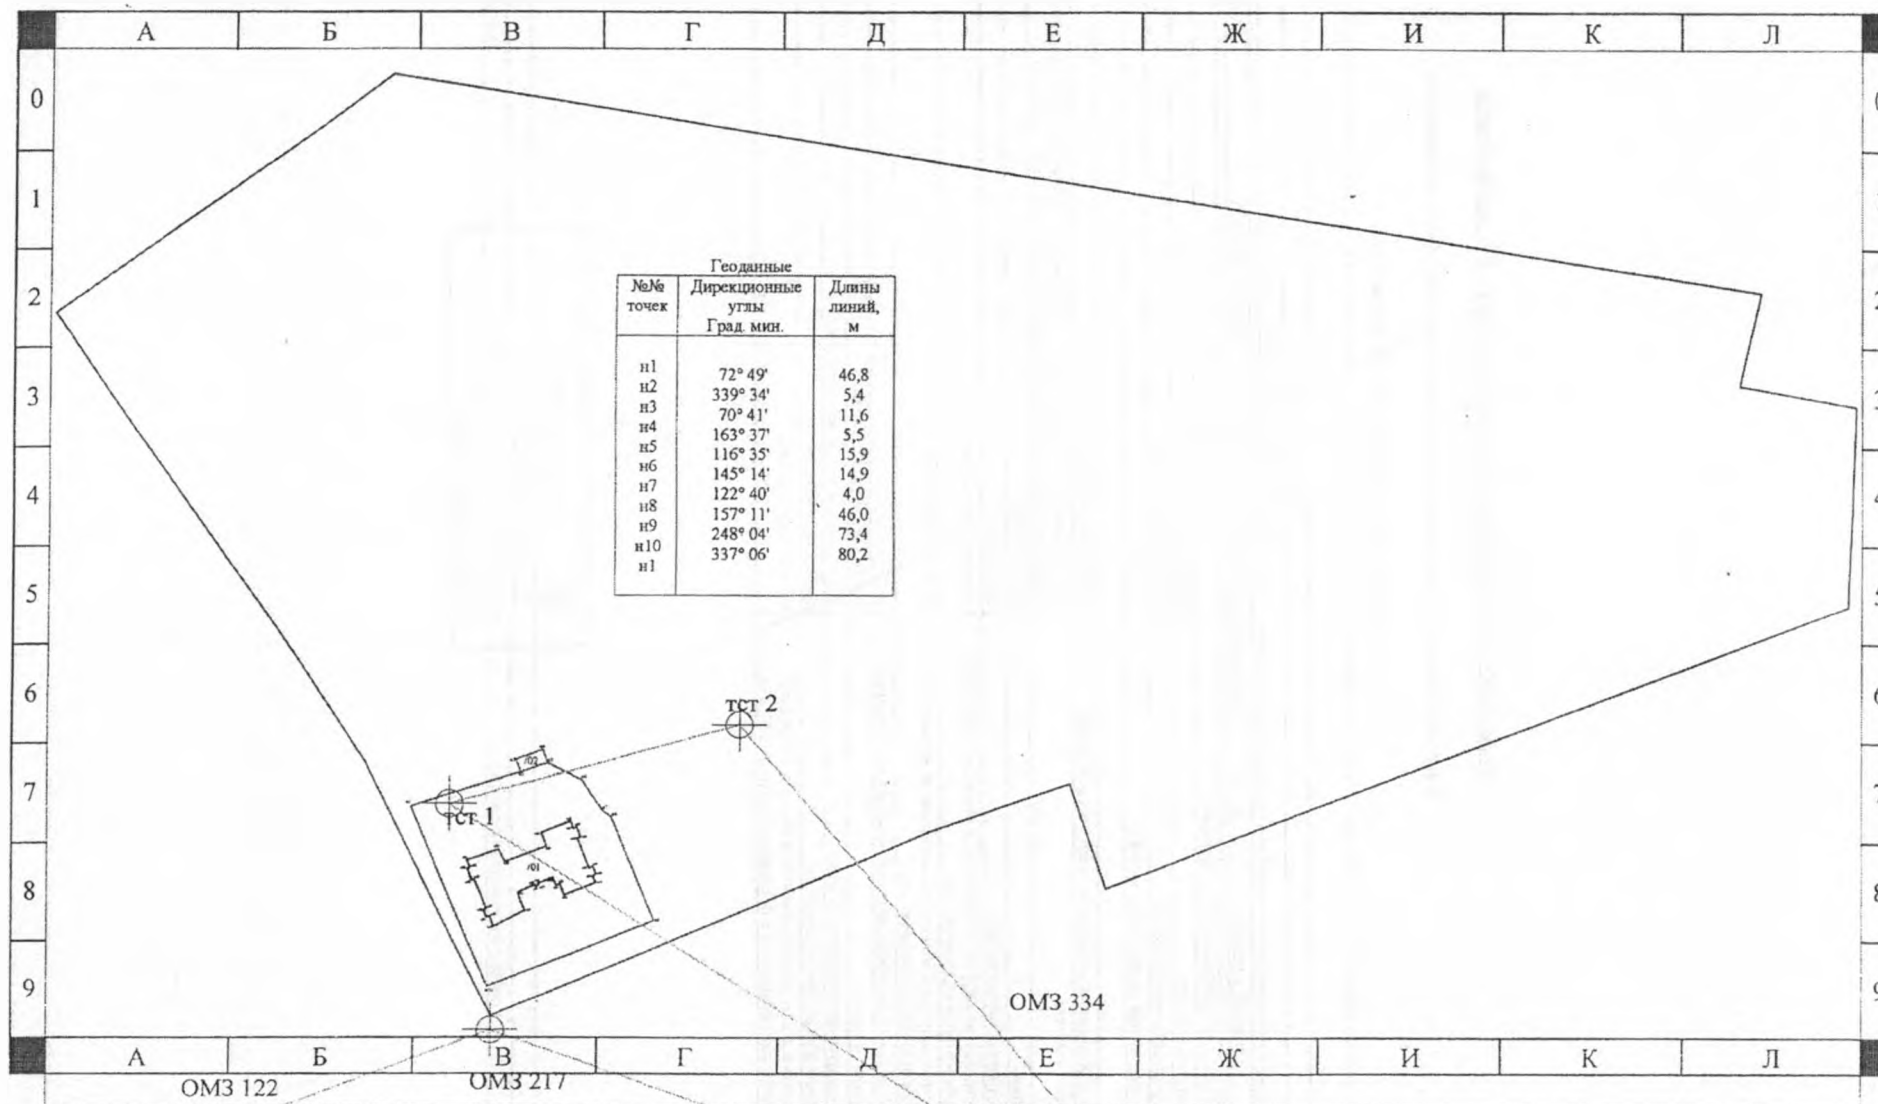 А Б В Г Д Е Ж И К Л
0
1
2
3
4
5
6
7
8
9
Геоданные
№№ точек
Дирекционные углы Град. мин.
Длины линий, м
н1
72° 49' 46,8
н2
339° 34' 5,4
н3
70° 41' 11,6
н4
163° 37' 5,5
н5
116° 35' 15,9
н6
145° 14' 14,9
н7
122° 40' 4,0
н8
157° 11' 46,0
н9
248° 04' 73,4
н10
337° 06' 80,2
н1
тст 2
/02
тст 1
/01
ОМЗ 334
А Б В Г Д Е Ж И К Л
ОМЗ 122
ОМЗ 217